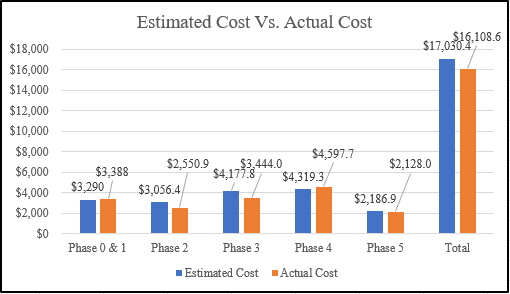 Estimated Cost Vs. Actual Cost
$18,000
$16,000
$14,000
$12,000
$10,000
$8,000
$6,000
$4,000
$2,000
$0
$3,290
$3,388
$3,056.4
$2,550.9
$4,177.8
$3,444.0
$4,319.3
$4,597.7
$2,186.9
$2,128.0
$17,030.4
$16,108.6
Phase 0 & 1
Phase 2
Phase 3
Phase 4
Phase 5
Total
Estimated Cost
Actual Cost